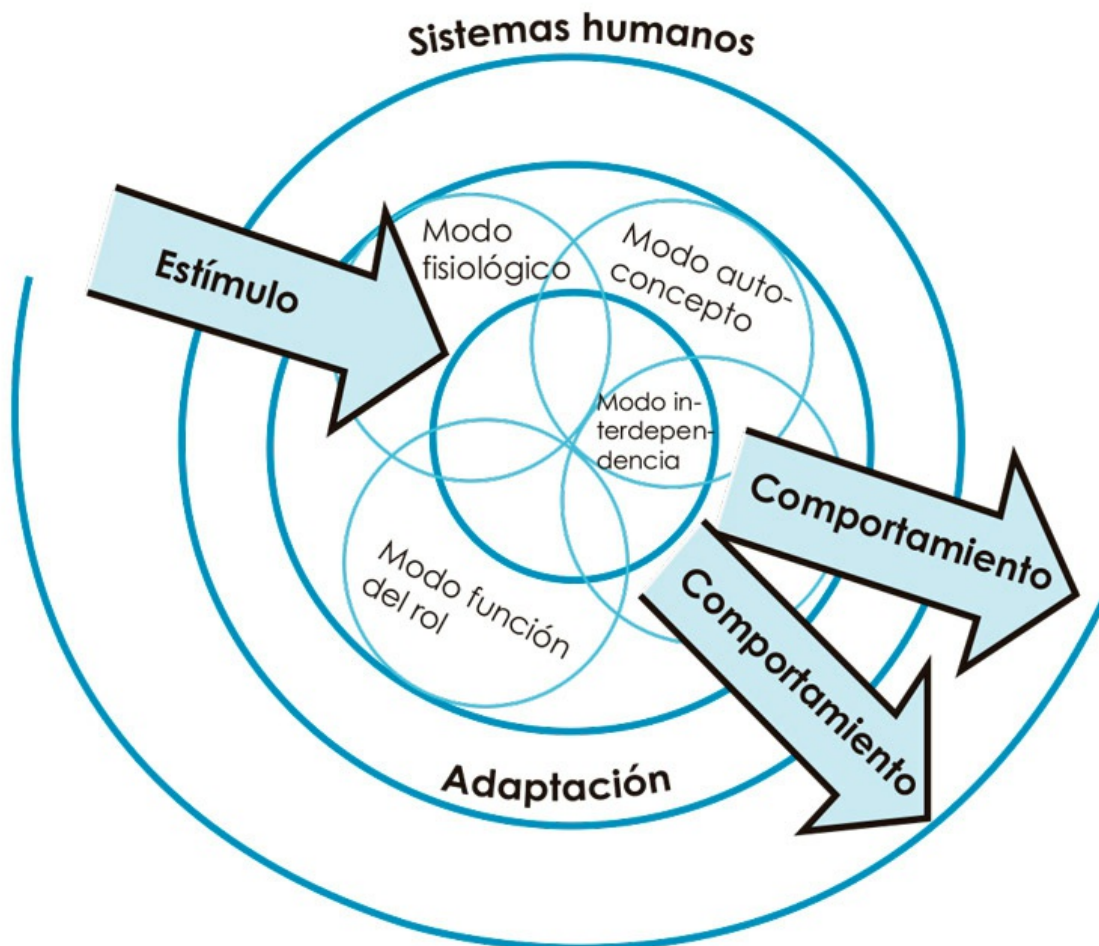 Sistemas humanos
Estímulo
Modo
fisiológico
Modo auto-
concepto
Modo in-
terdepen-
dencia
Modo función
del rol
Comportamiento
Comportamiento
Adaptación